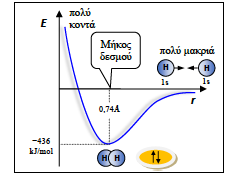 E
πολύ
κοντά
Μήκος
δεσμού
πολύ μακριά
H H
1s 1s
r
0,74Å
−436
kJ/mol
H H